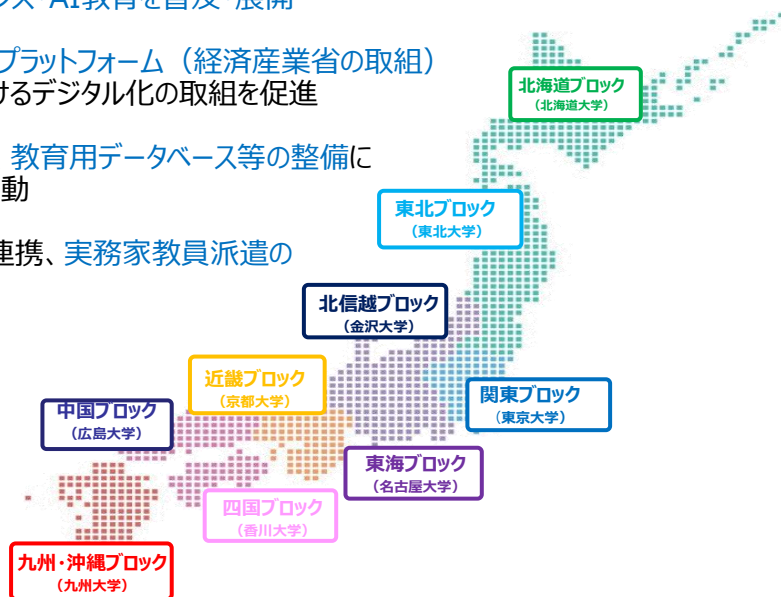 ンス・AI教育を普及・展開
プラットフォーム（経済産業省の取組）
けるデジタル化の取組を促進
教育用データベース等の整備に
動
連携、実務家教員派遣の
北海道ブロック
（北海道大学）
東北ブロック
（東北大学）
北信越ブロック
（金沢大学）
近畿ブロック
（京都大学）
関東ブロック
（東京大学）
中国ブロック
（広島大学）
東海ブロック
（名古屋大学）
四国ブロック
（香川大学）
九州・沖縄ブロック
（九州大学）